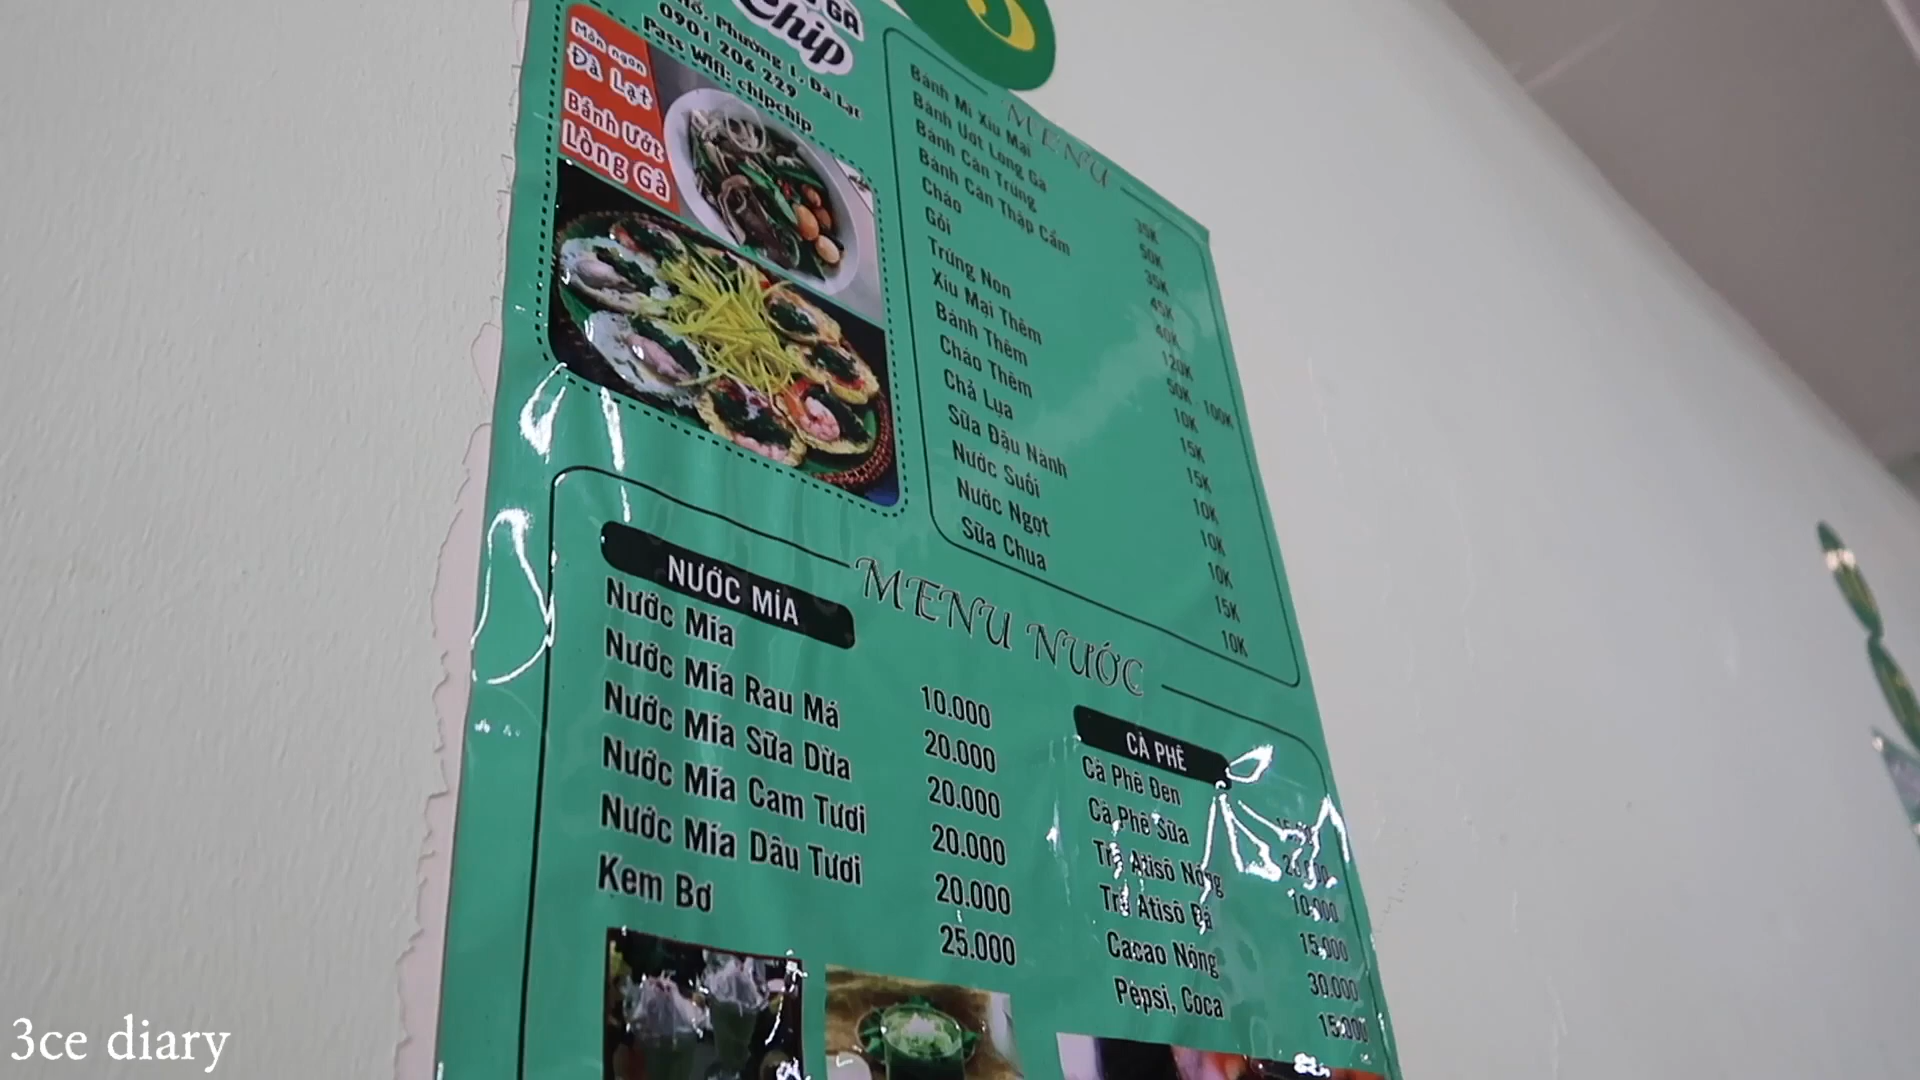 GÀ
Chip
Hồ, Phường 1, Đà Lạt
0901 206 229
Pass Wifi: chipchip
Món ngon
Đà Lạt
Bánh Ướt
Lòng Gà
MENU
Bánh Mì Xíu Mại 35K
Bánh Ướt Lòng Gà 50K
Bánh Căn Trứng 35K
Bánh Căn Thập Cẩm 45K
Cháo 40K
Gỏi 120K
Trứng Non 50K 100K
Xíu Mại Thêm 10K
Bánh Thêm 15K
Cháo Thêm 15K
Chả Lụa 10K
Sữa Đậu Nành 10K
Nước Suối 10K
Nước Ngọt 15K
Sữa Chua 10K
MENU NƯỚC
NƯỚC MÍA
Nước Mía 10.000
Nước Mía Rau Má 20.000
Nước Mía Sữa Dừa 20.000
Nước Mía Cam Tươi 20.000
Nước Mía Dâu Tươi 20.000
Kem Bơ 25.000
CÀ PHÊ
Cà Phê Đen
Cà Phê Sữa
Trà Atisô Nóng 10.000
Trà Atisô Đá 15.000
Cacao Nóng 30.000
Pepsi, Coca 15.000
3ce diary